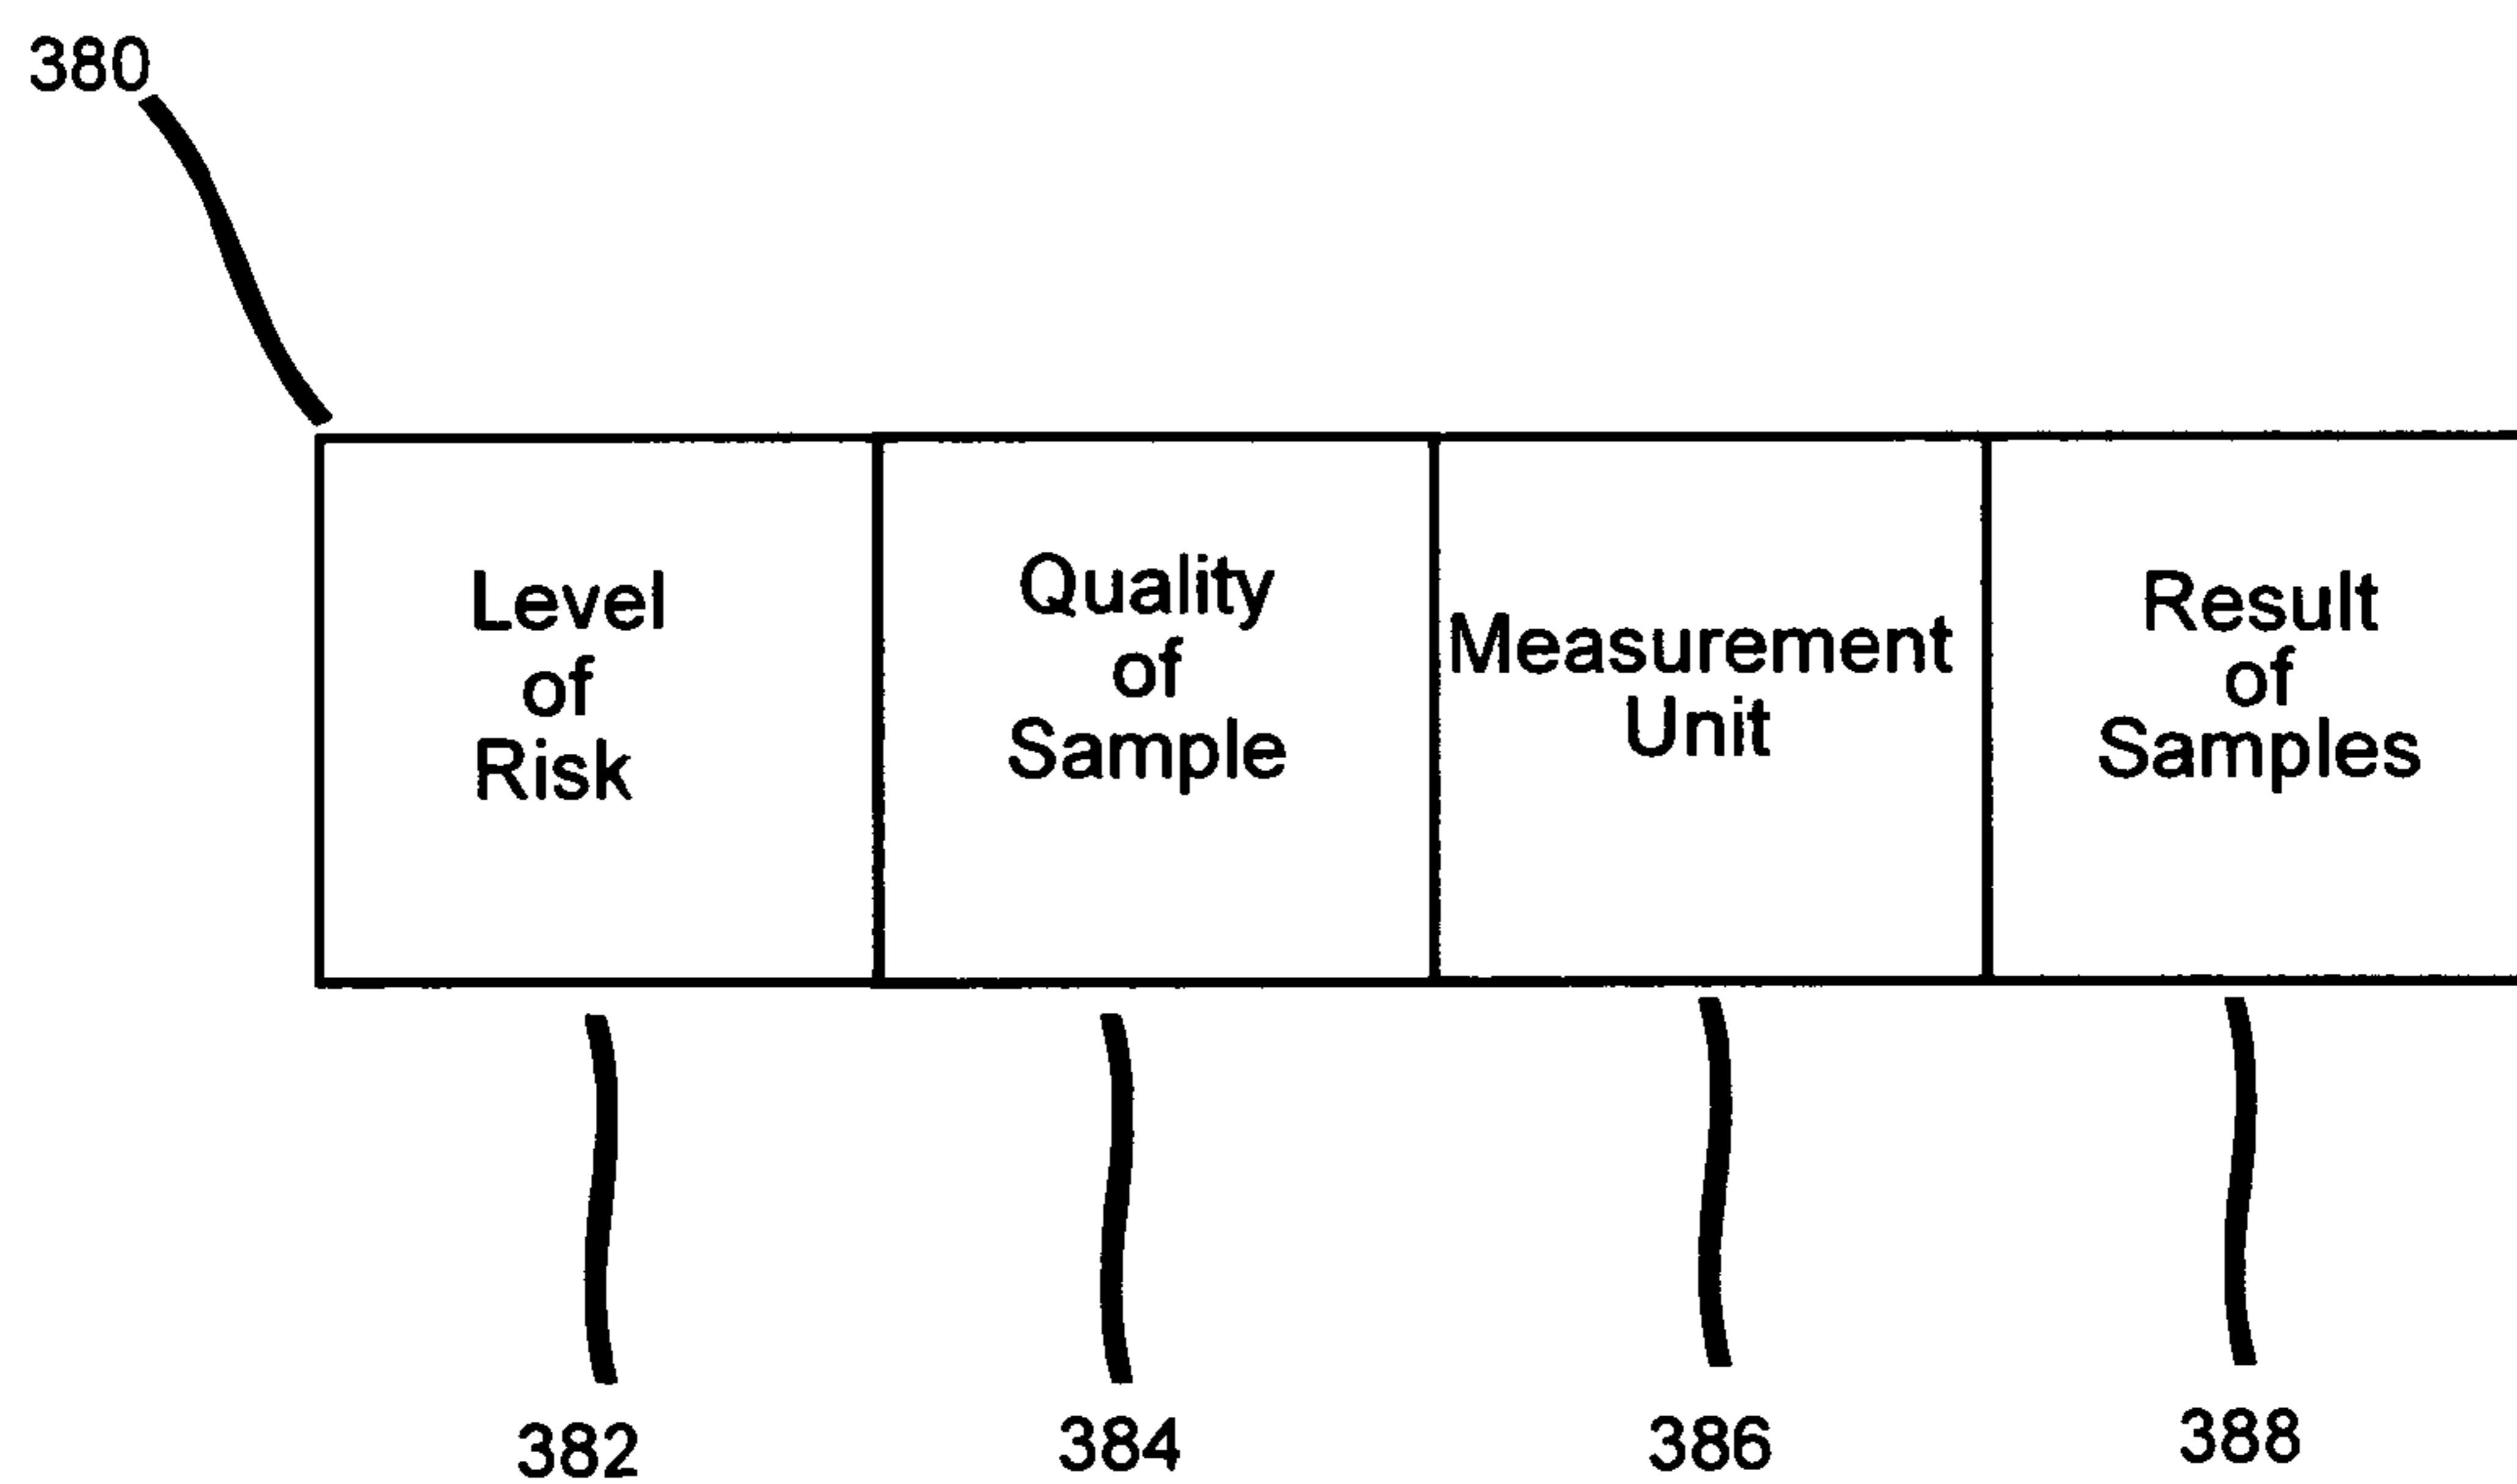 380
Level
of
Risk
Quality
of
Sample
Measurement
Unit
Result
of
Samples
382
384
386
388